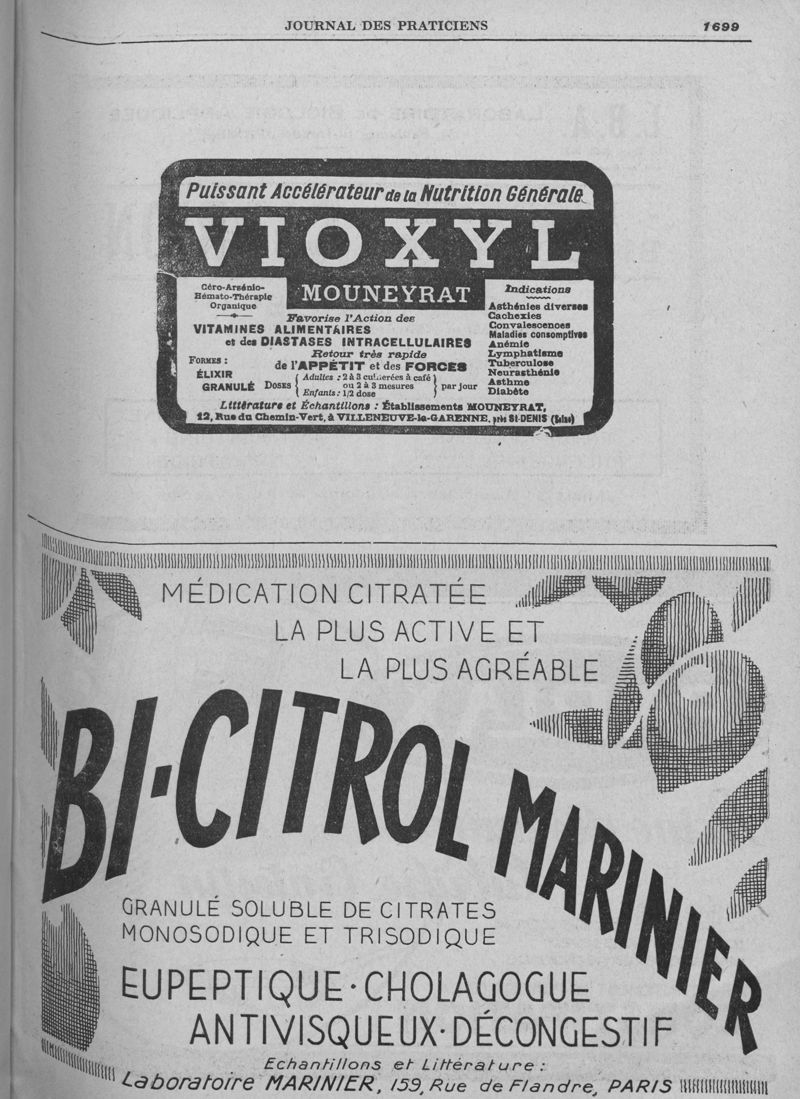 JOURNAL DES PRATICIENS
1699
Puissant Accélérateur de la Nutrition Générale
VIOXYL
MOUNEYRAT
Céro-Arsénio-
Hémato-Thérapie
Organique
Favorise l'Action des
VITAMINES ALIMENTAIRES
et des DIASTASES INTRACELLULAIRES
Retour très rapide
de l'APPÉTIT et des FORCES
FORMES :
ÉLIXIR
GRANULÉ
DOSES
Adultes : 2 à 3 cuillerées à café
ou 2 à 3 mesures
Enfants : 1/2 dose
par jour
Indications
Asthénies diverses
Cachexies
Convalescences
Maladies consomptives
Anémie
Lymphatisme
Tuberculose
Neurasthénie
Asthme
Diabète
Littérature et Échantillons : Établissements MOUNEYRAT,
12, Rue du Chemin-Vert, à VILLENEUVE-la-GARENNE, près St-DENIS (Seine)
MÉDICATION CITRATÉE
LA PLUS ACTIVE ET
LA PLUS AGRÉABLE
BI-CITROL MARINIER
GRANULÉ SOLUBLE DE CITRATES
MONOSODIQUE ET TRISODIQUE
EUPEPTIQUE · CHOLAGOGUE
ANTIVISQUEUX · DÉCONGESTIF
Echantillons et Littérature :
Laboratoire MARINIER, 159, Rue de Flandre, PARIS